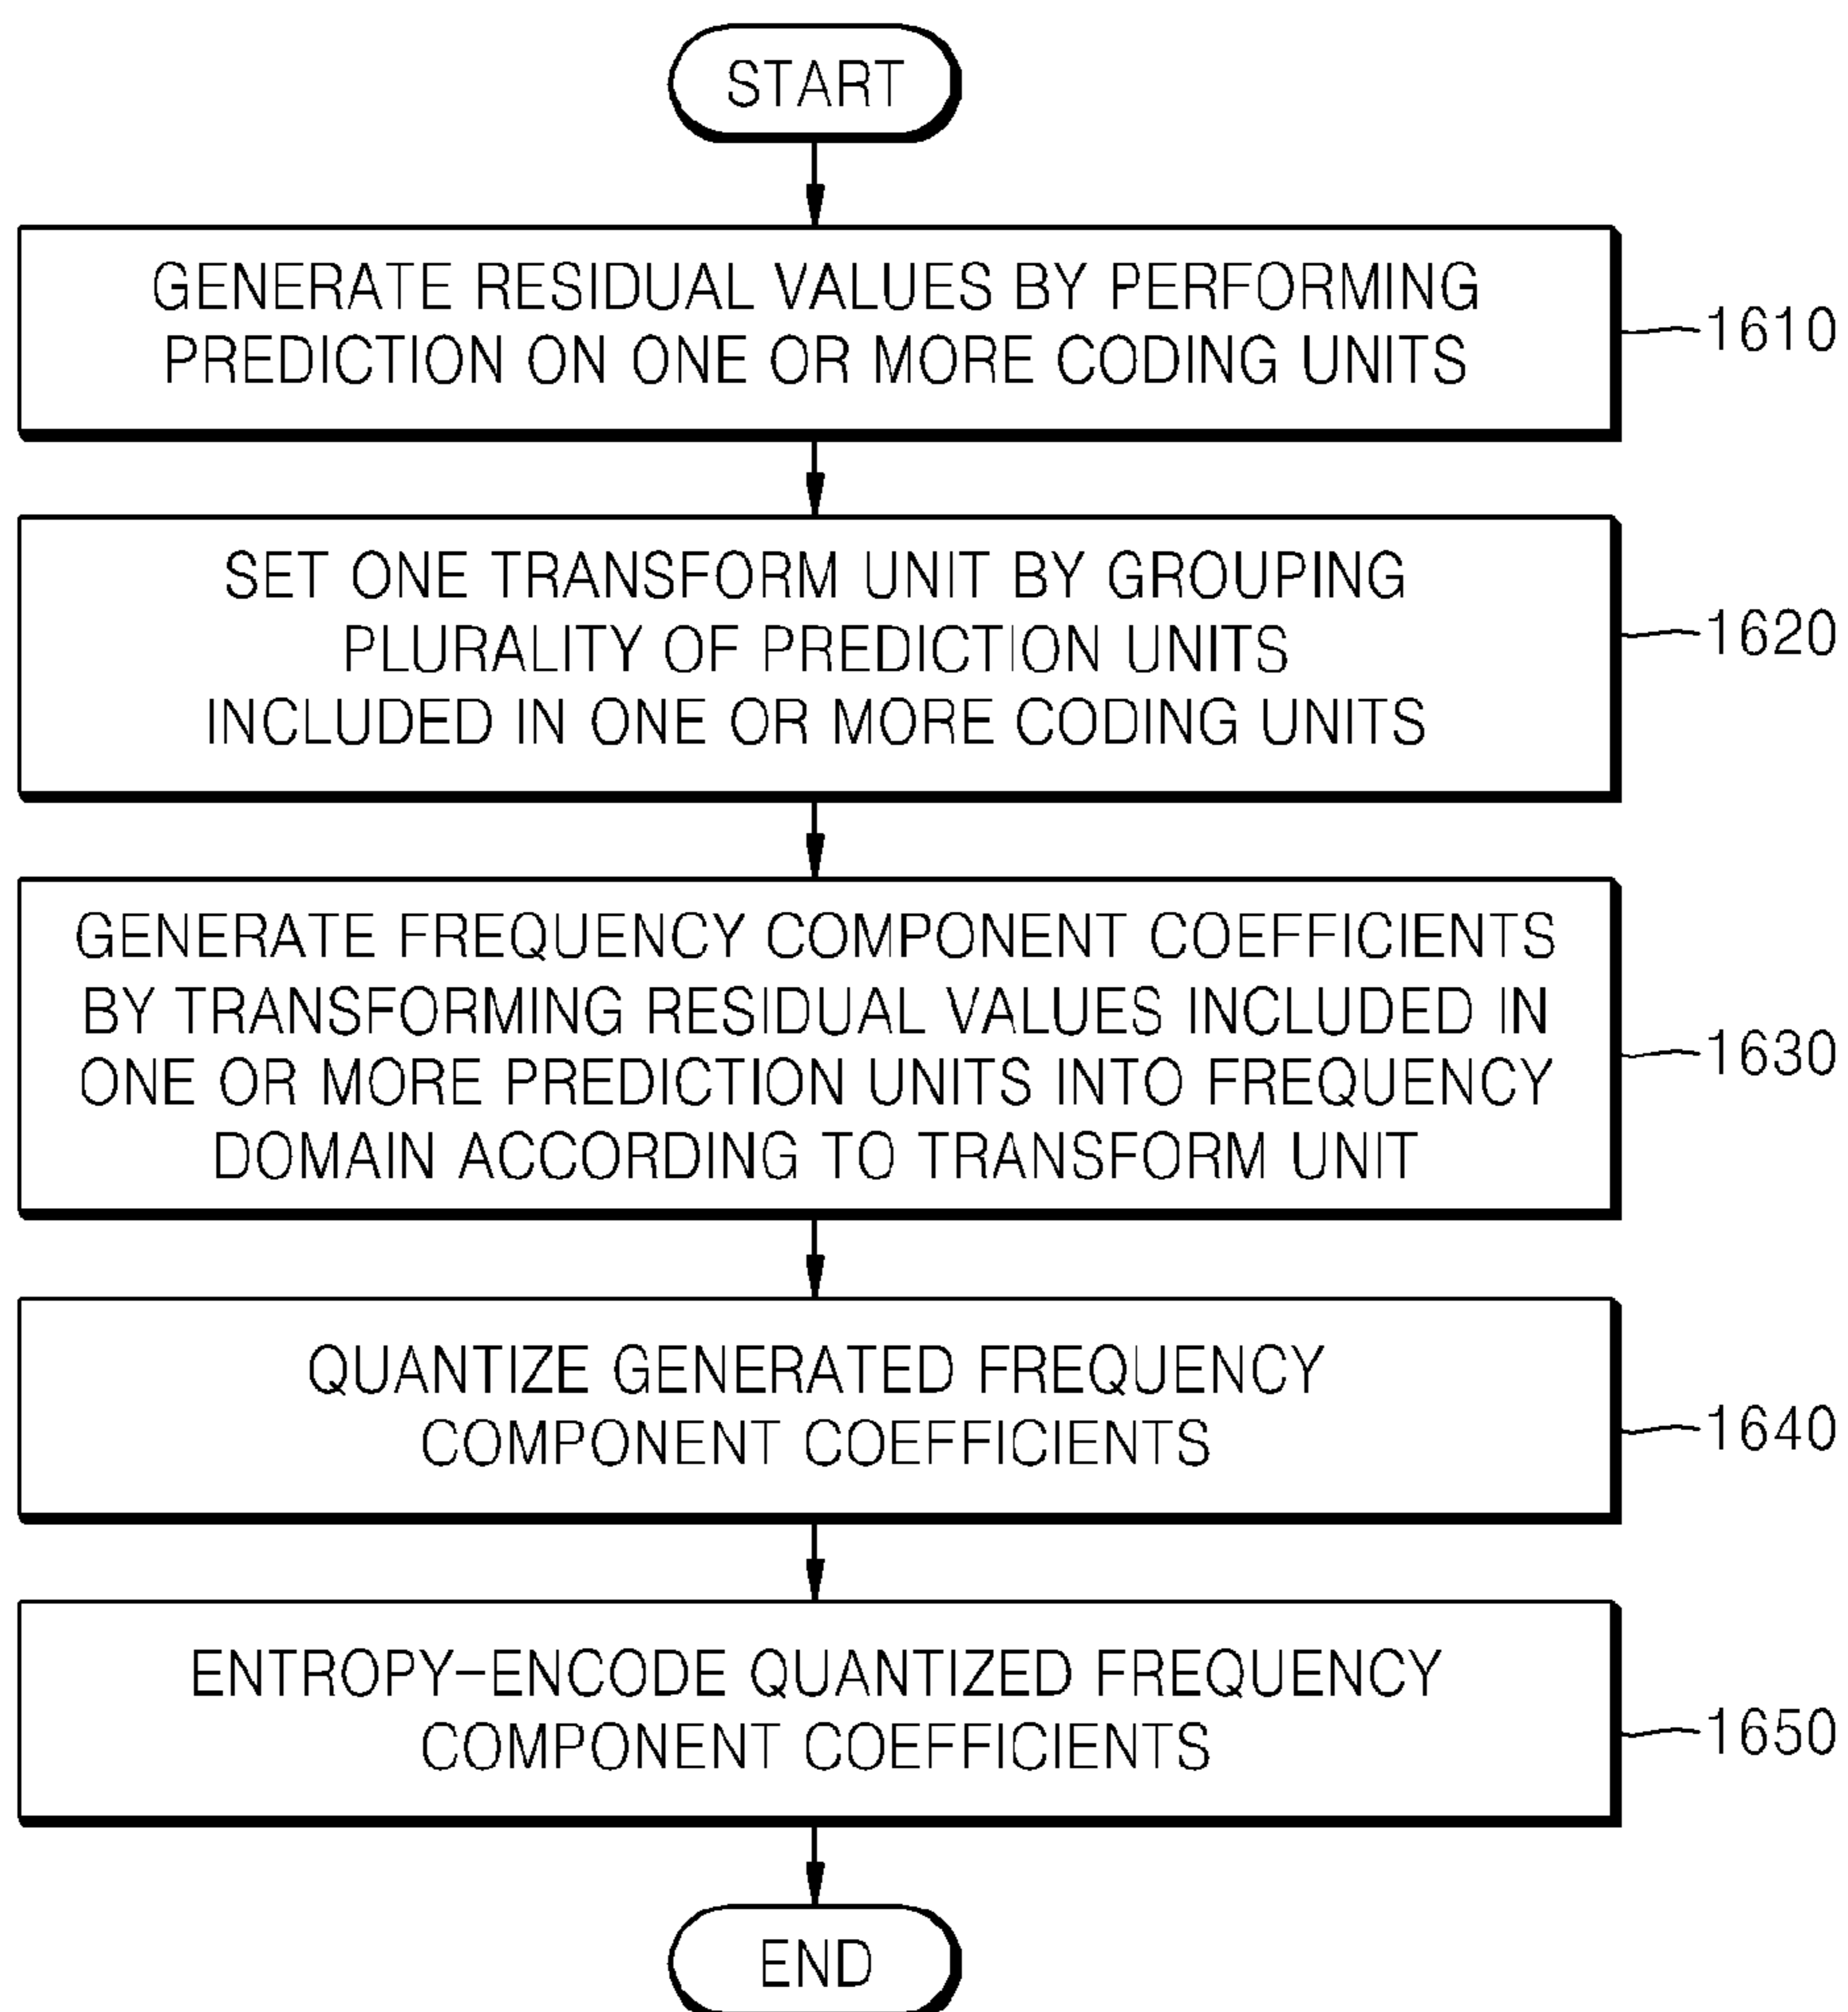 START
GENERATE RESIDUAL VALUES BY PERFORMING
PREDICTION ON ONE OR MORE CODING UNITS
1610
SET ONE TRANSFORM UNIT BY GROUPING
PLURALITY OF PREDICTION UNITS
INCLUDED IN ONE OR MORE CODING UNITS
1620
GENERATE FREQUENCY COMPONENT COEFFICIENTS
BY TRANSFORMING RESIDUAL VALUES INCLUDED IN
ONE OR MORE PREDICTION UNITS INTO FREQUENCY
DOMAIN ACCORDING TO TRANSFORM UNIT
1630
QUANTIZE GENERATED FREQUENCY
COMPONENT COEFFICIENTS
1640
ENTROPY-ENCODE QUANTIZED FREQUENCY
COMPONENT COEFFICIENTS
1650
END